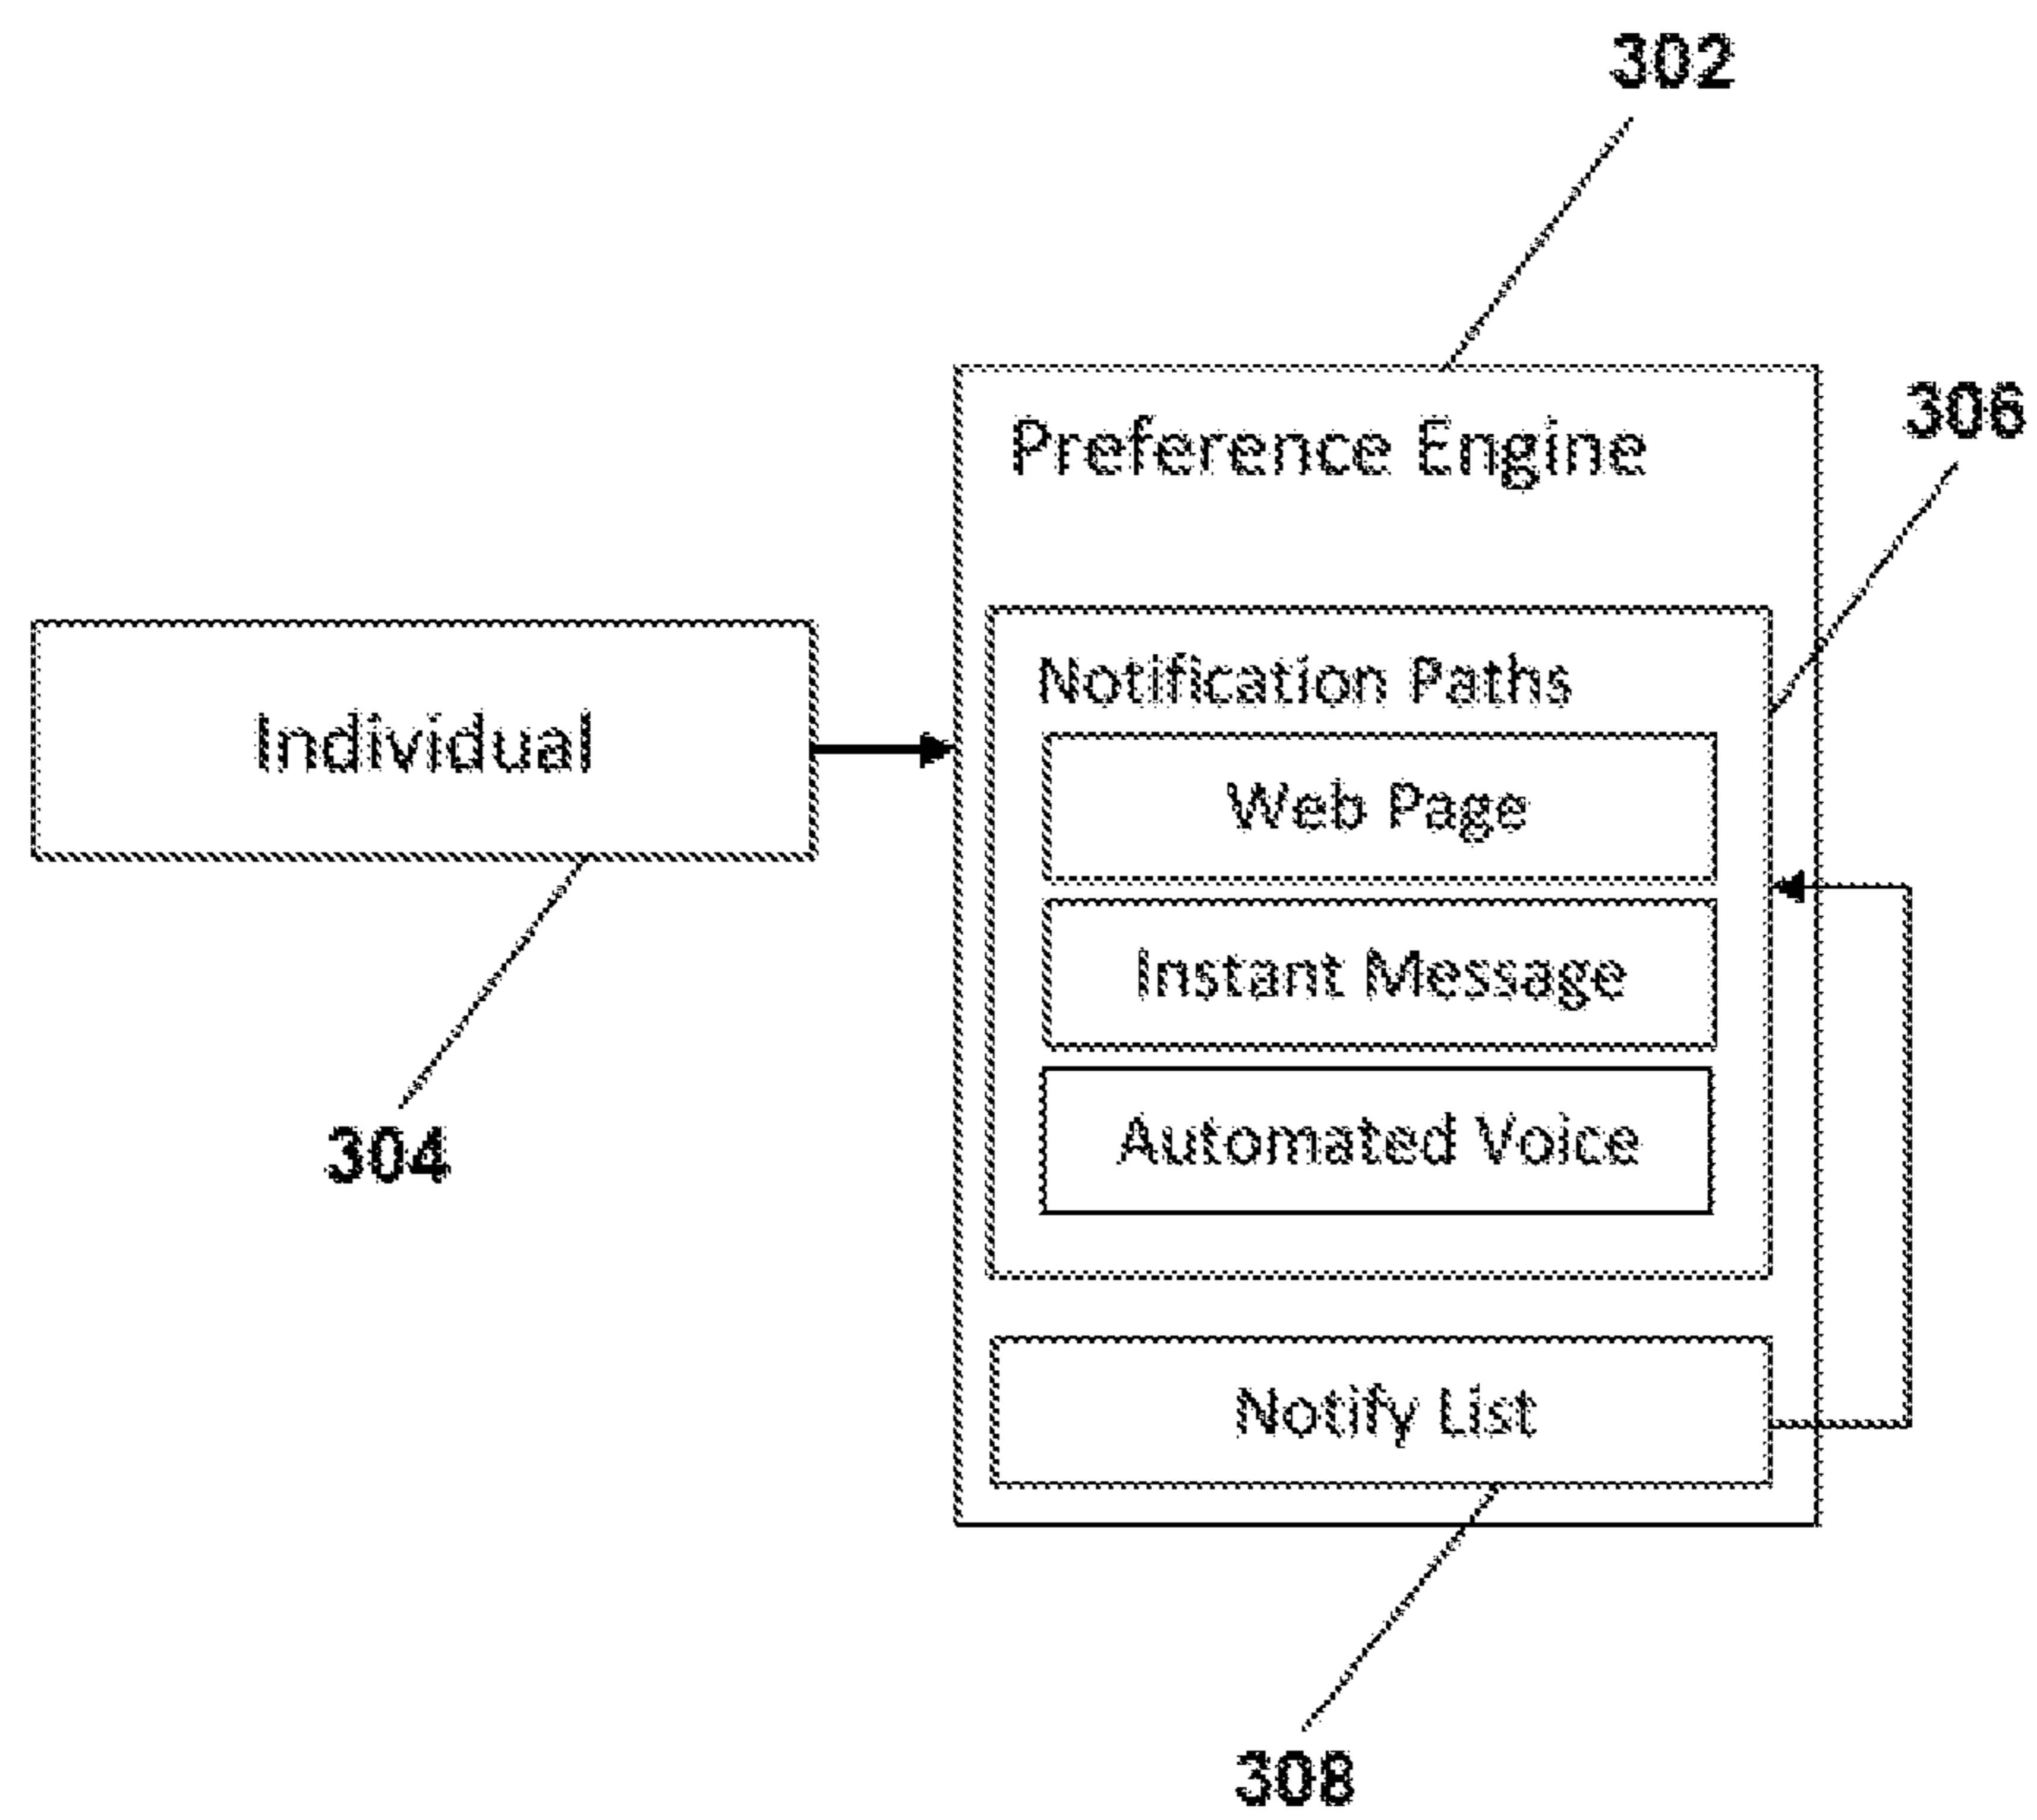 302
Preference Engine
306
Notification Paths
Individual
Web Page
Instant Message
Automated Voice
304
Notify List
308